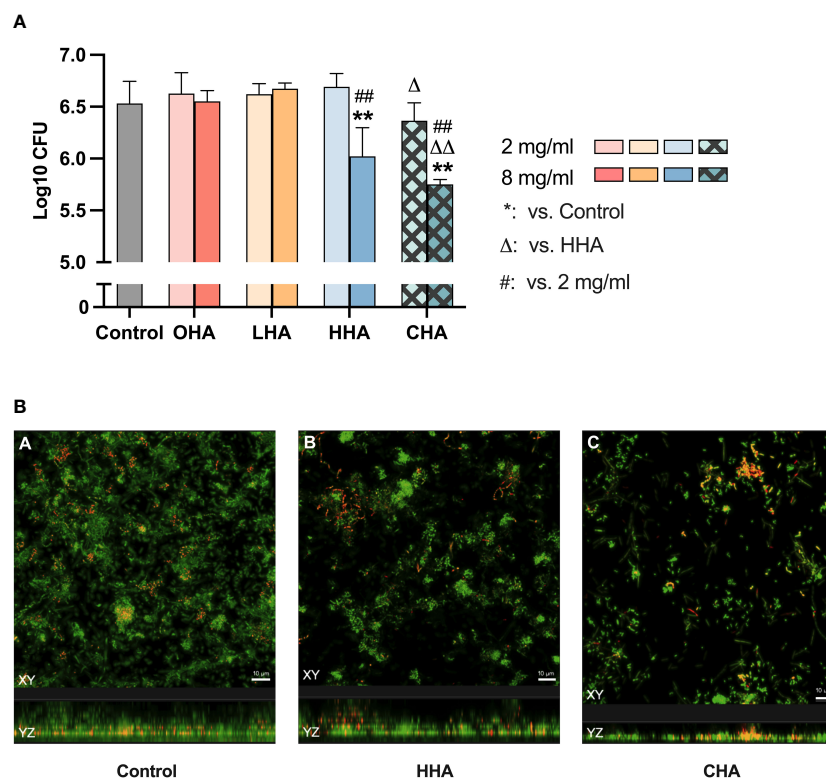 A
7.0
6.5
6.0
5.5
5.0
0
Log10 CFU
##
**
Δ
##
ΔΔ
**
Control OHA LHA HHA CHA
2 mg/ml
8 mg/ml
*: vs. Control
Δ: vs. HHA
#: vs. 2 mg/ml
B
A
10 µm
XY
YZ
Control
B
10 µm
XY
YZ
HHA
C
10 µm
XY
YZ
CHA